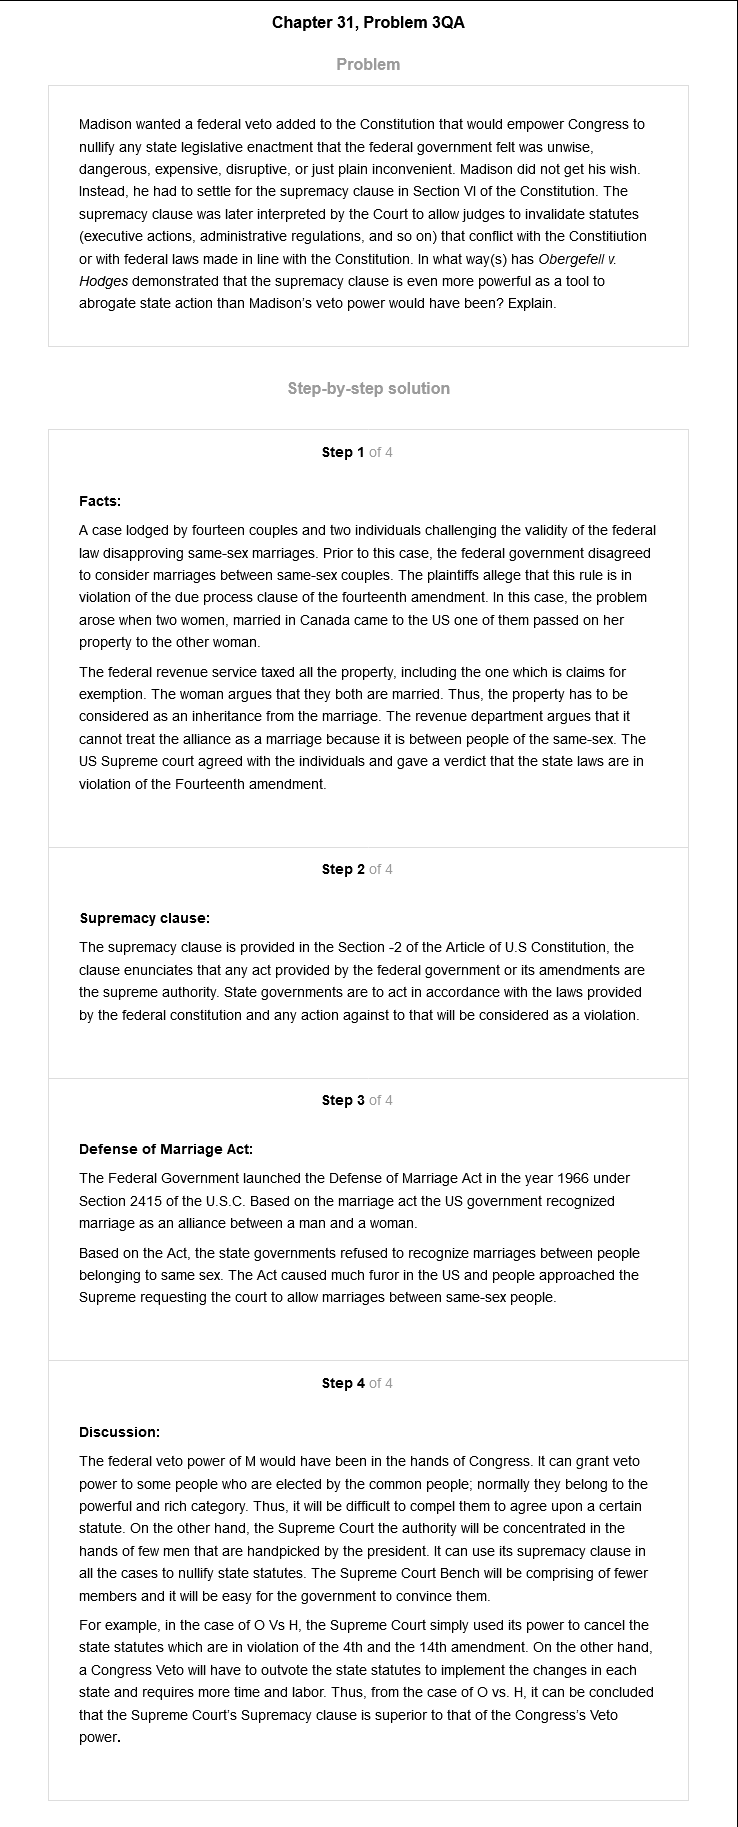 Chapter 31, Problem 3QA
Problem
Madison wanted a federal veto added to the Constitution that would empower Congress to
nullify any state legislative enactment that the federal government felt was unwise,
dangerous, expensive, disruptive, or just plain inconvenient. Madison did not get his wish.
Instead, he had to settle for the supremacy clause in Section VI of the Constitution. The
supremacy clause was later interpreted by the Court to allow judges to invalidate statutes
(executive actions, administrative regulations, and so on) that conflict with the Constitiution
or with federal laws made in line with the Constitution. In what way(s) has Obergefell v.
Hodges demonstrated that the supremacy clause is even more powerful as a tool to
abrogate state action than Madison's veto power would have been? Explain.
Step-by-step solution
Step 1 of 4
Facts:
A case lodged by fourteen couples and two individuals challenging the validity of the federal
law disapproving same-sex marriages. Prior to this case, the federal government disagreed
to consider marriages between same-sex couples. The plaintiffs allege that this rule is in
violation of the due process clause of the fourteenth amendment. In this case, the problem
arose when two women, married in Canada came to the US one of them passed on her
property to the other woman.
The federal revenue service taxed all the property, including the one which is claims for
exemption. The woman argues that they both are married. Thus, the property has to be
considered as an inheritance from the marriage. The revenue department argues that it
cannot treat the alliance as a marriage because it is between people of the same-sex. The
US Supreme court agreed with the individuals and gave a verdict that the state laws are in
violation of the Fourteenth amendment.
Step 2 of 4
Supremacy clause:
The supremacy clause is provided in the Section -2 of the Article of U.S Constitution, the
clause enunciates that any act provided by the federal government or its amendments are
the supreme authority. State governments are to act in accordance with the laws provided
by the federal constitution and any action against to that will be considered as a violation.
Step 3 of 4
Defense of Marriage Act:
The Federal Government launched the Defense of Marriage Act in the year 1966 under
Section 2415 of the U.S.C. Based on the marriage act the US government recognized
marriage as an alliance between a man and a woman.
Based on the Act, the state governments refused to recognize marriages between people
belonging to same sex. The Act caused much furor in the US and people approached the
Supreme requesting the court to allow marriages between same-sex people.
Step 4 of 4
Discussion:
The federal veto power of M would have been in the hands of Congress. It can grant veto
power to some people who are elected by the common people; normally they belong to the
powerful and rich category. Thus, it will be difficult to compel them to agree upon a certain
statute. On the other hand, the Supreme Court the authority will be concentrated in the
hands of few men that are handpicked by the president. It can use its supremacy clause in
all the cases to nullify state statutes. The Supreme Court Bench will be comprising of fewer
members and it will be easy for the government to convince them.
For example, in the case of O Vs H, the Supreme Court simply used its power to cancel the
state statutes which are in violation of the 4th and the 14th amendment. On the other hand,
a Congress Veto will have to outvote the state statutes to implement the changes in each
state and requires more time and labor. Thus, from the case of O vs. H, it can be concluded
that the Supreme Court's Supremacy clause is superior to that of the Congress's Veto
power.